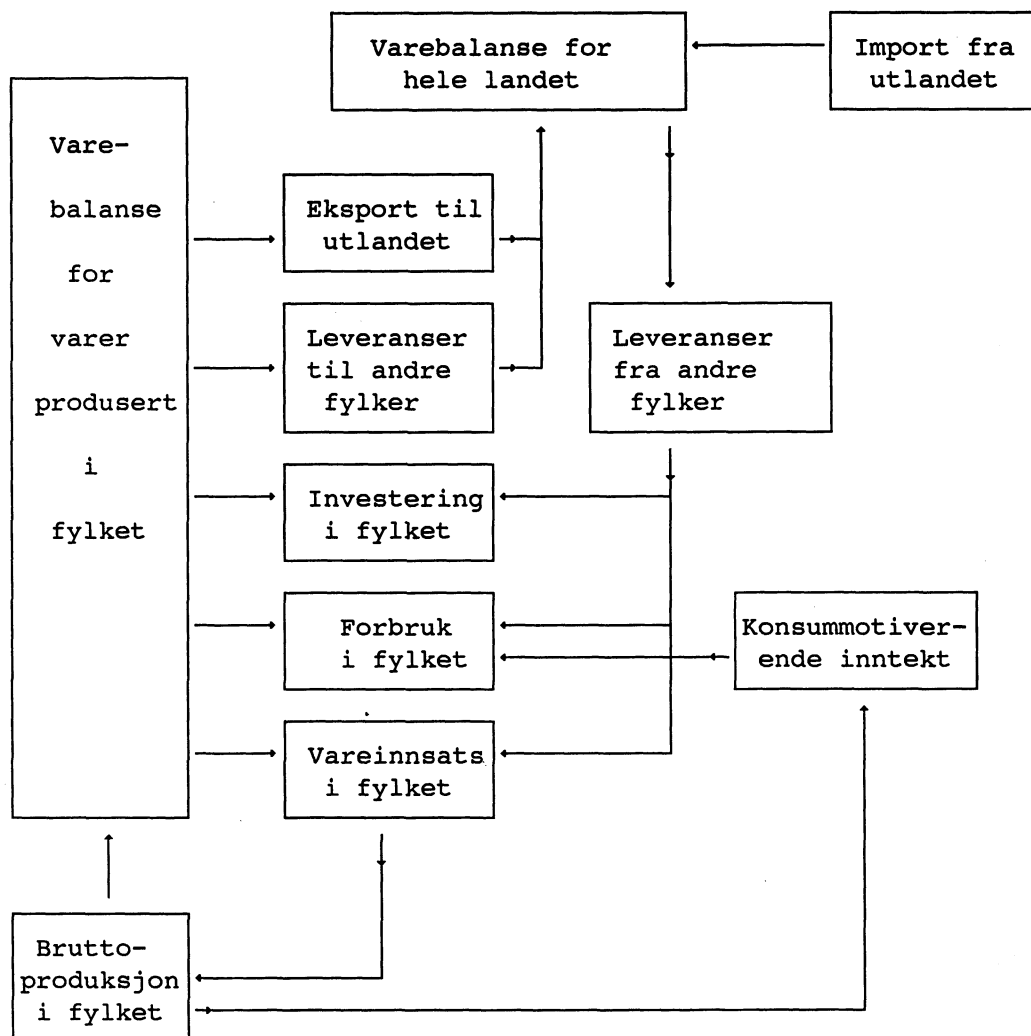 Varebalanse for
hele landet
Import fra
utlandet
Vare-
balanse
for
varer
produsert
i
fylket
Eksport til
utlandet
Leveranser
til andre
fylker
Leveranser
fra andre
fylker
Investering
i fylket
Forbruk
i fylket
Konsummotiver-
ende inntekt
Vareinnsats
i fylket
Brutto-
produksjon
i fylket